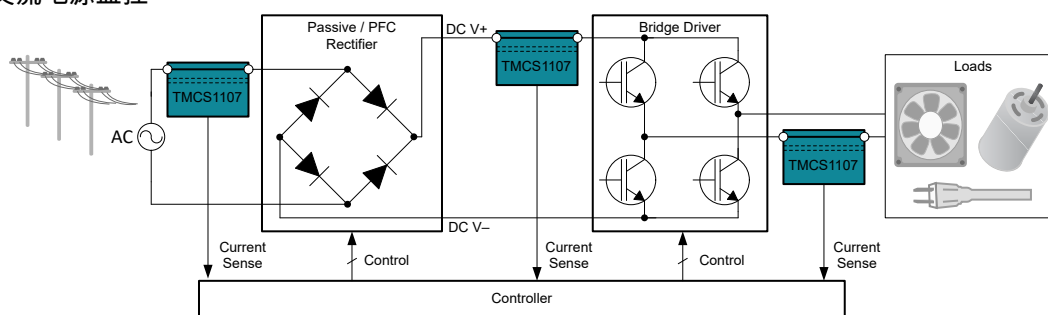 Passive / PFC
Rectifier
DC V+
Bridge Driver
Loads
TMCS1107
TMCS1107
AC
TMCS1107
DC V–
Current
Sense
Control
Current
Sense
Control
Current
Sense
Controller